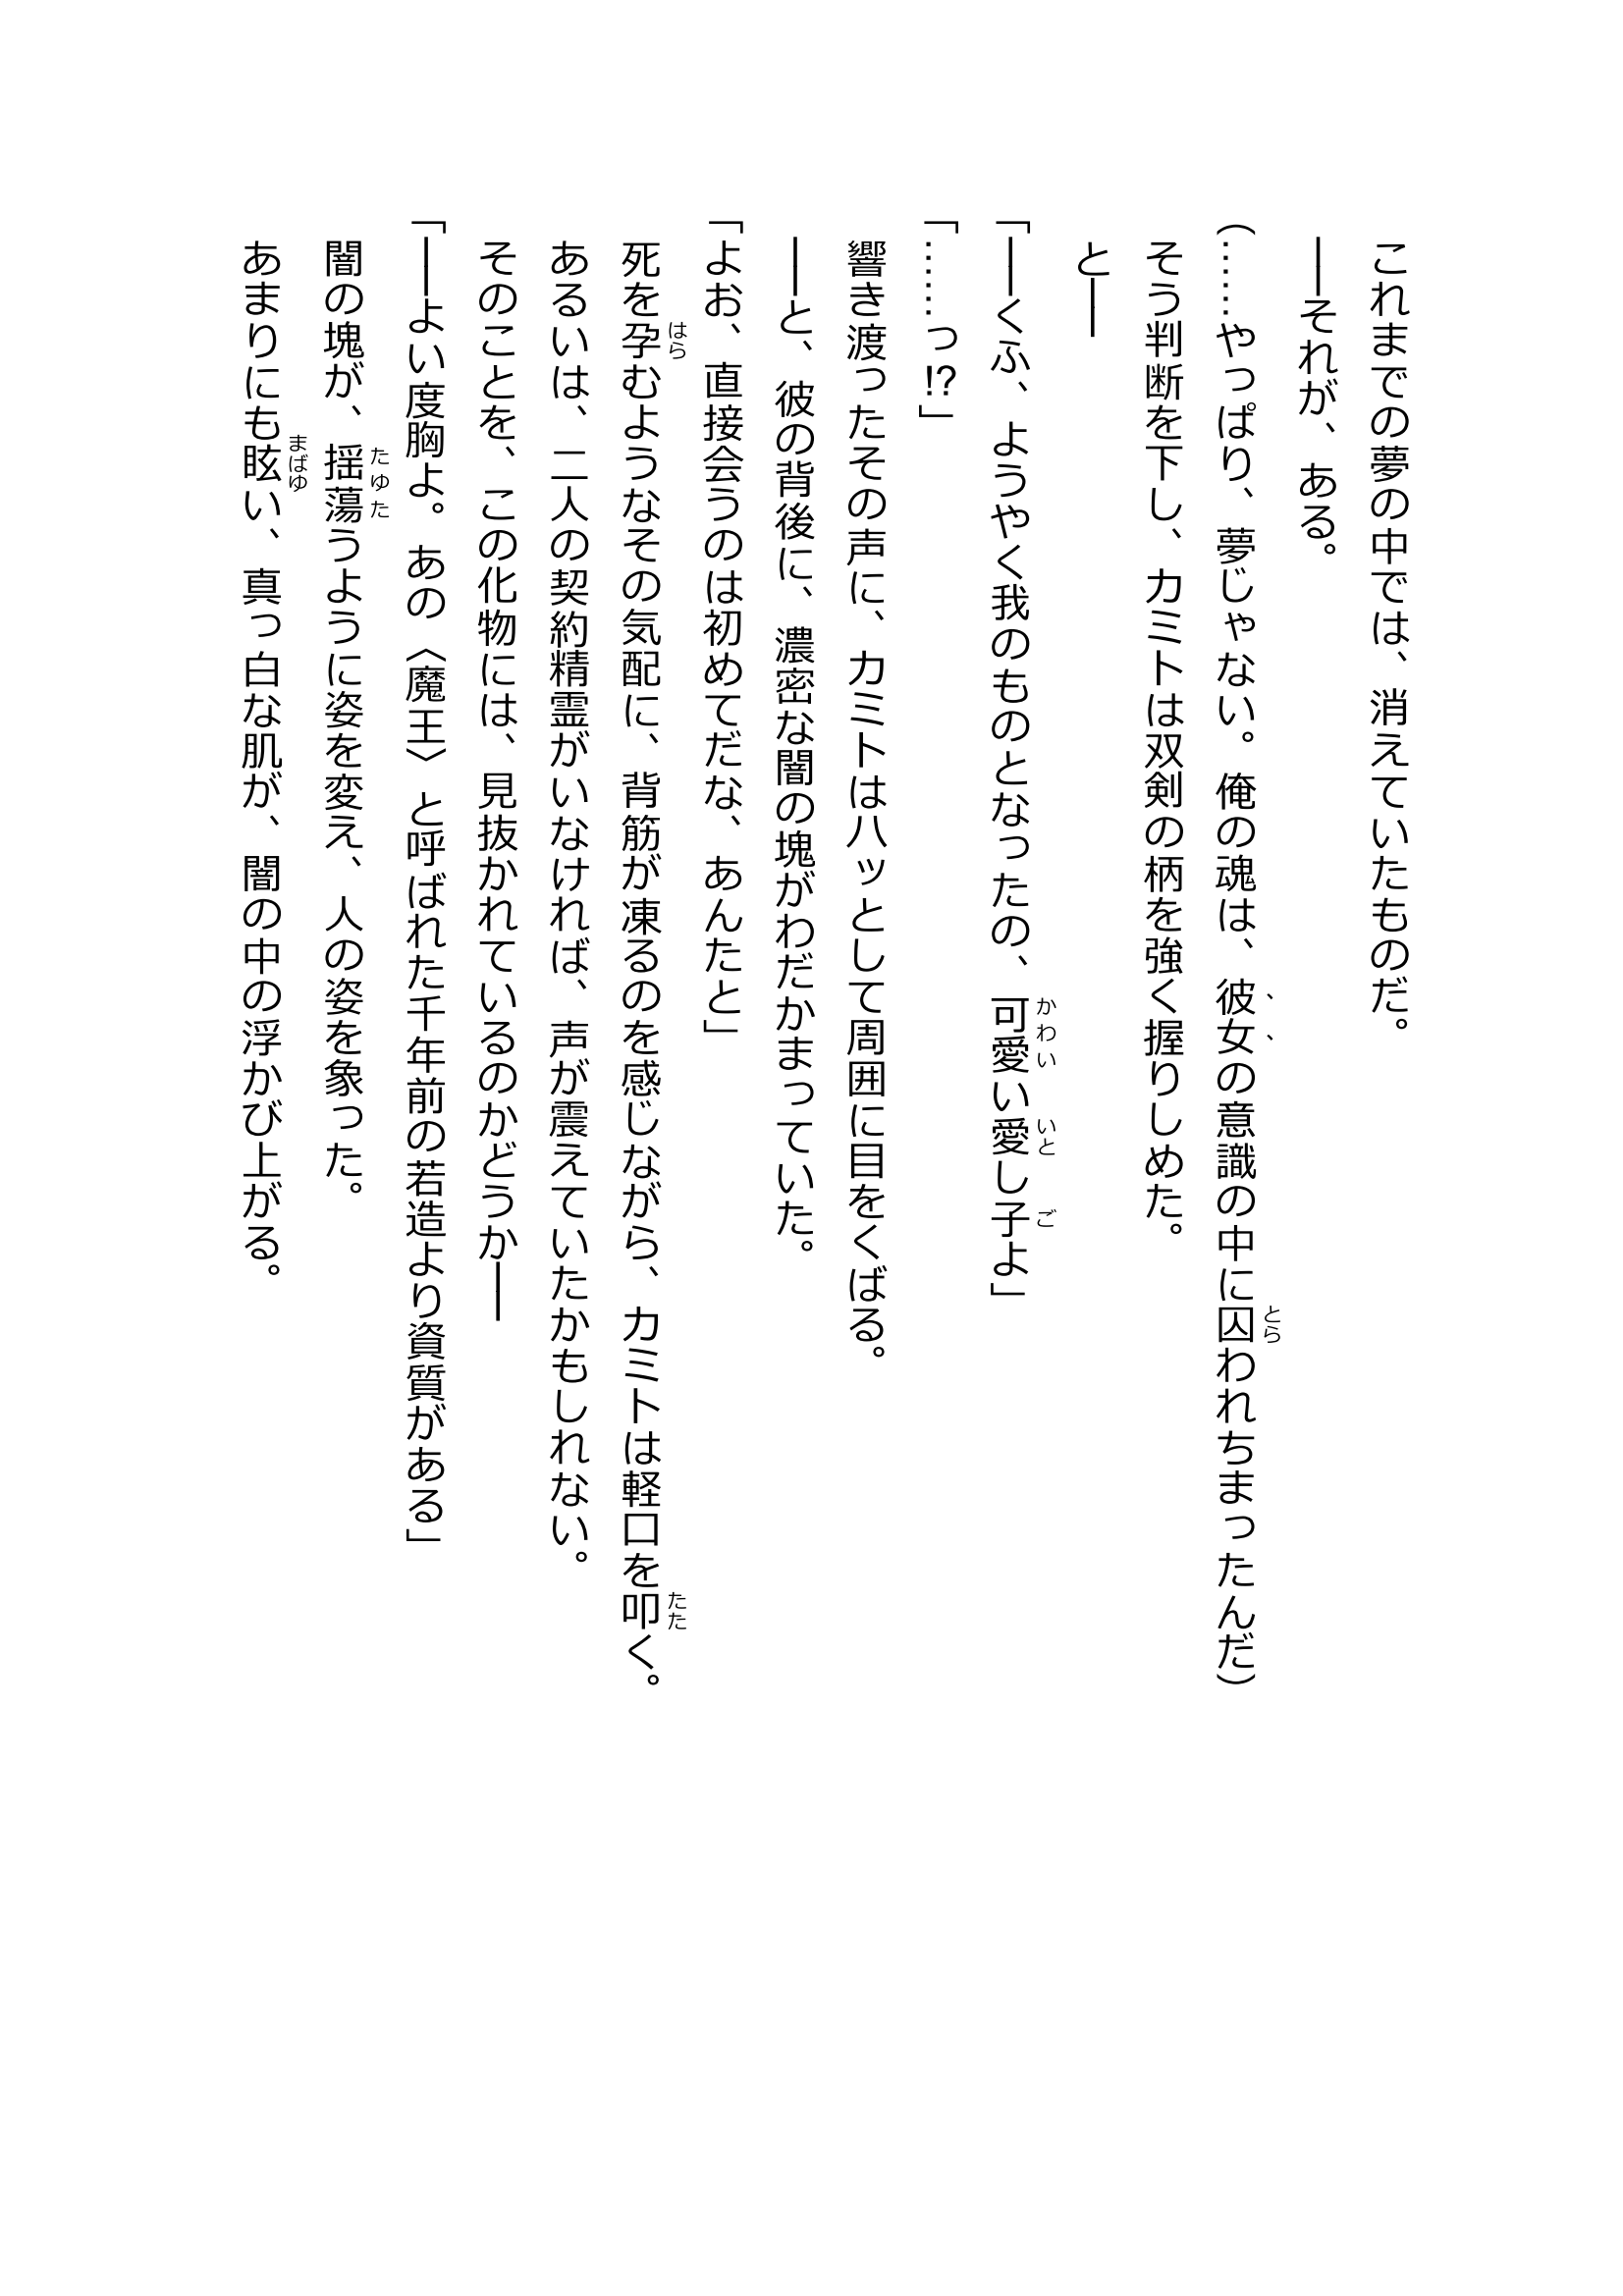 これまでの夢の中では、消えていたものだ。
――それが、ある。
(……やっぱり、夢じゃない。俺の魂は、彼女の意識の中に囚われちまったんだ)
そう判断を下し、カミトは双剣の柄を強く握りしめた。
と――
「――くふ、ようやく我のものとなったの、可愛い愛し子よ」
「……っ⁉」
響き渡ったその声に、カミトはハッとして周囲に目をくばる。
――と、彼の背後に、濃密な闇の塊がわだかまっていた。
「よお、直接会うのは初めてだな、あんたと」
死を孕むようなその気配に、背筋が凍るのを感じながら、カミトは軽口を叩く。
あるいは、二人の契約精霊がいなければ、声が震えていたかもしれない。
そのことを、この化物には、見抜かれているのかどうか――
「――よい度胸よ。あの〈魔王〉と呼ばれた千年前の若造より資質がある」
闇の塊が、揺蕩うように姿を変え、人の姿を象った。
あまりにも眩い、真っ白な肌が、闇の中の浮かび上がる。